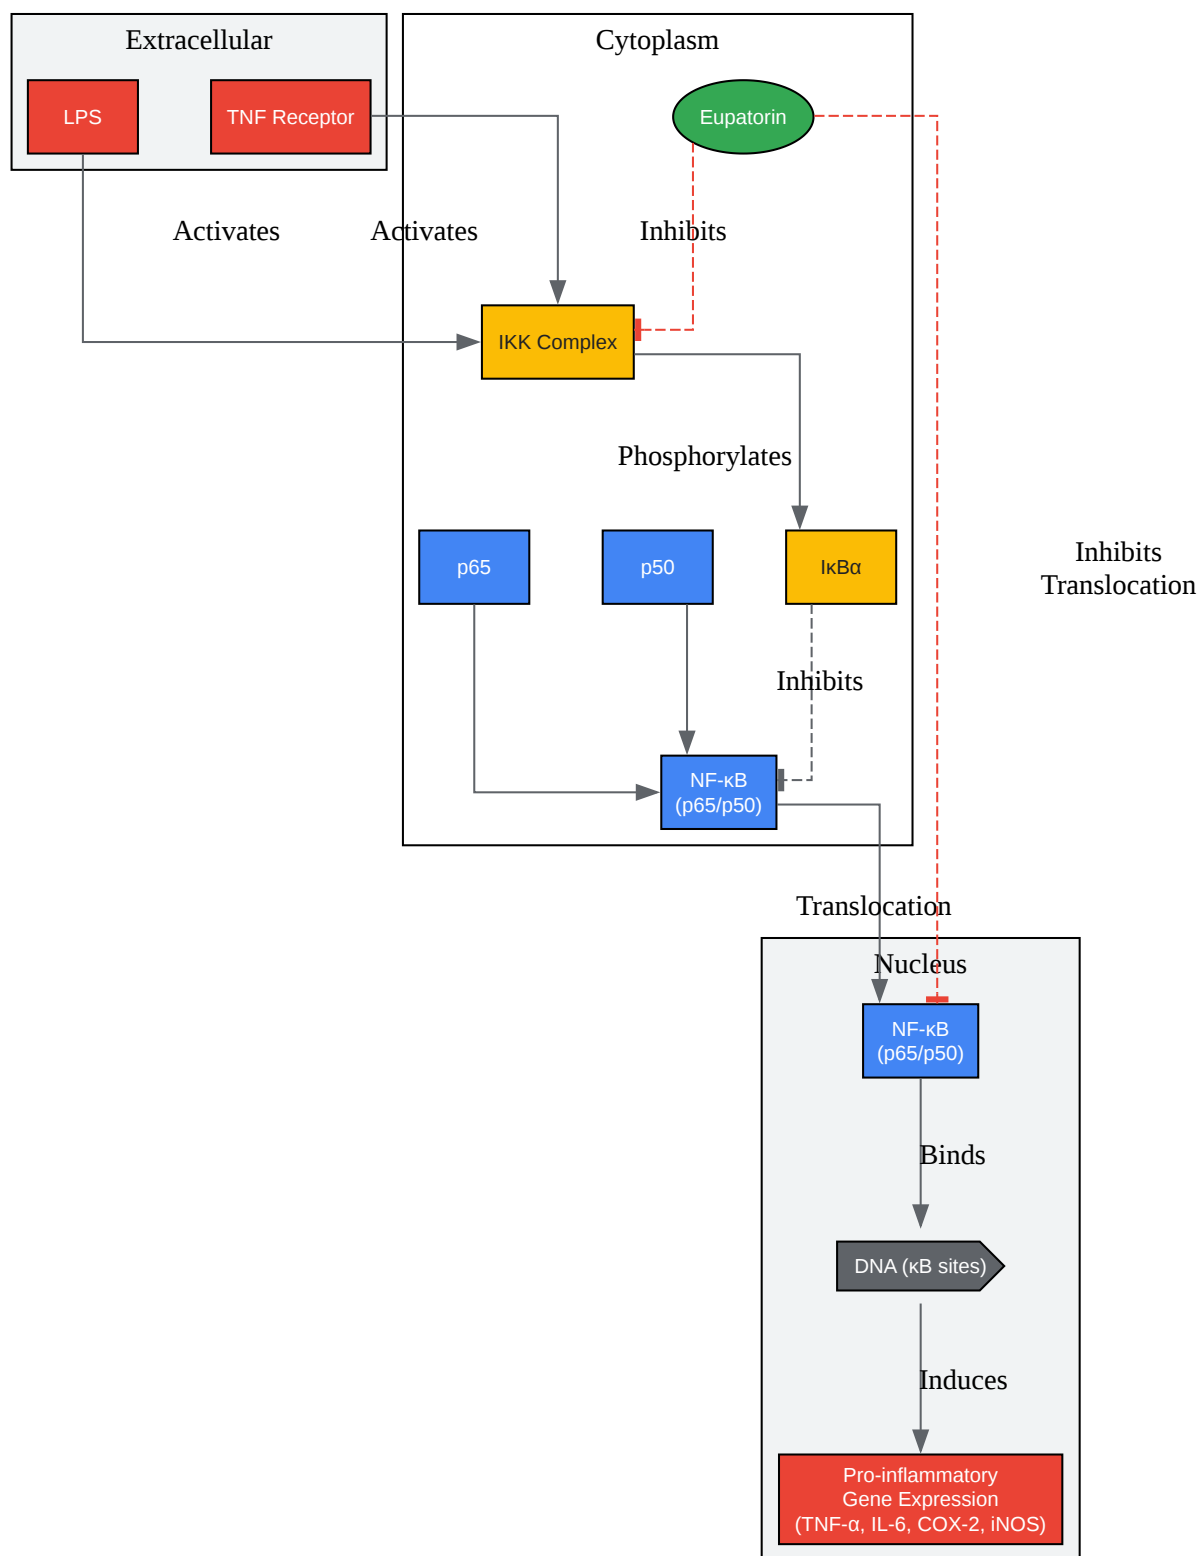 Extracellular
Cytoplasm
LPS
TNF Receptor
Eupatorin
Activates
Activates
Inhibits
IKK Complex
Phosphorylates
p65
p50
IκBα
Inhibits
Translocation
Inhibits
NF-κB
(p65/p50)
Translocation
Nucleus
NF-κB
(p65/p50)
Binds
DNA (κB sites)
Induces
Pro-inflammatory
Gene Expression
(TNF-α, IL-6, COX-2, iNOS)